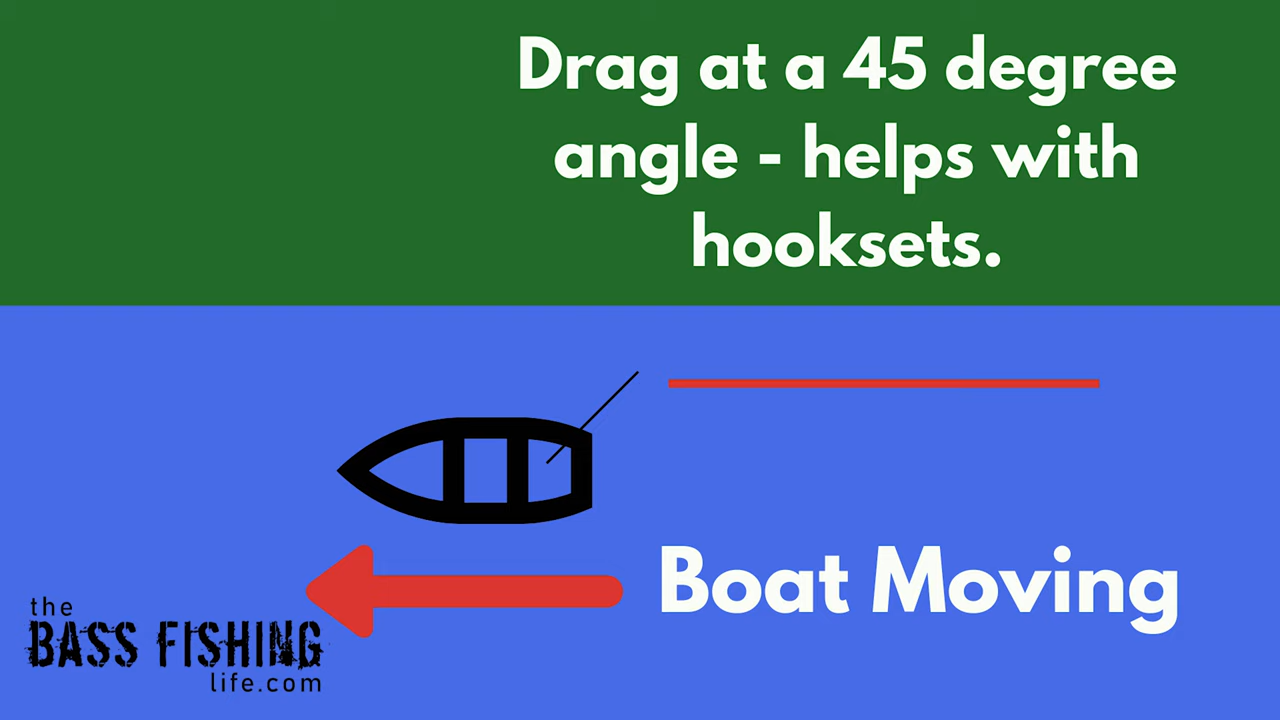 Drag at a 45 degree
angle - helps with
hooksets.
Boat Moving
the
BASS FISHING
life.com